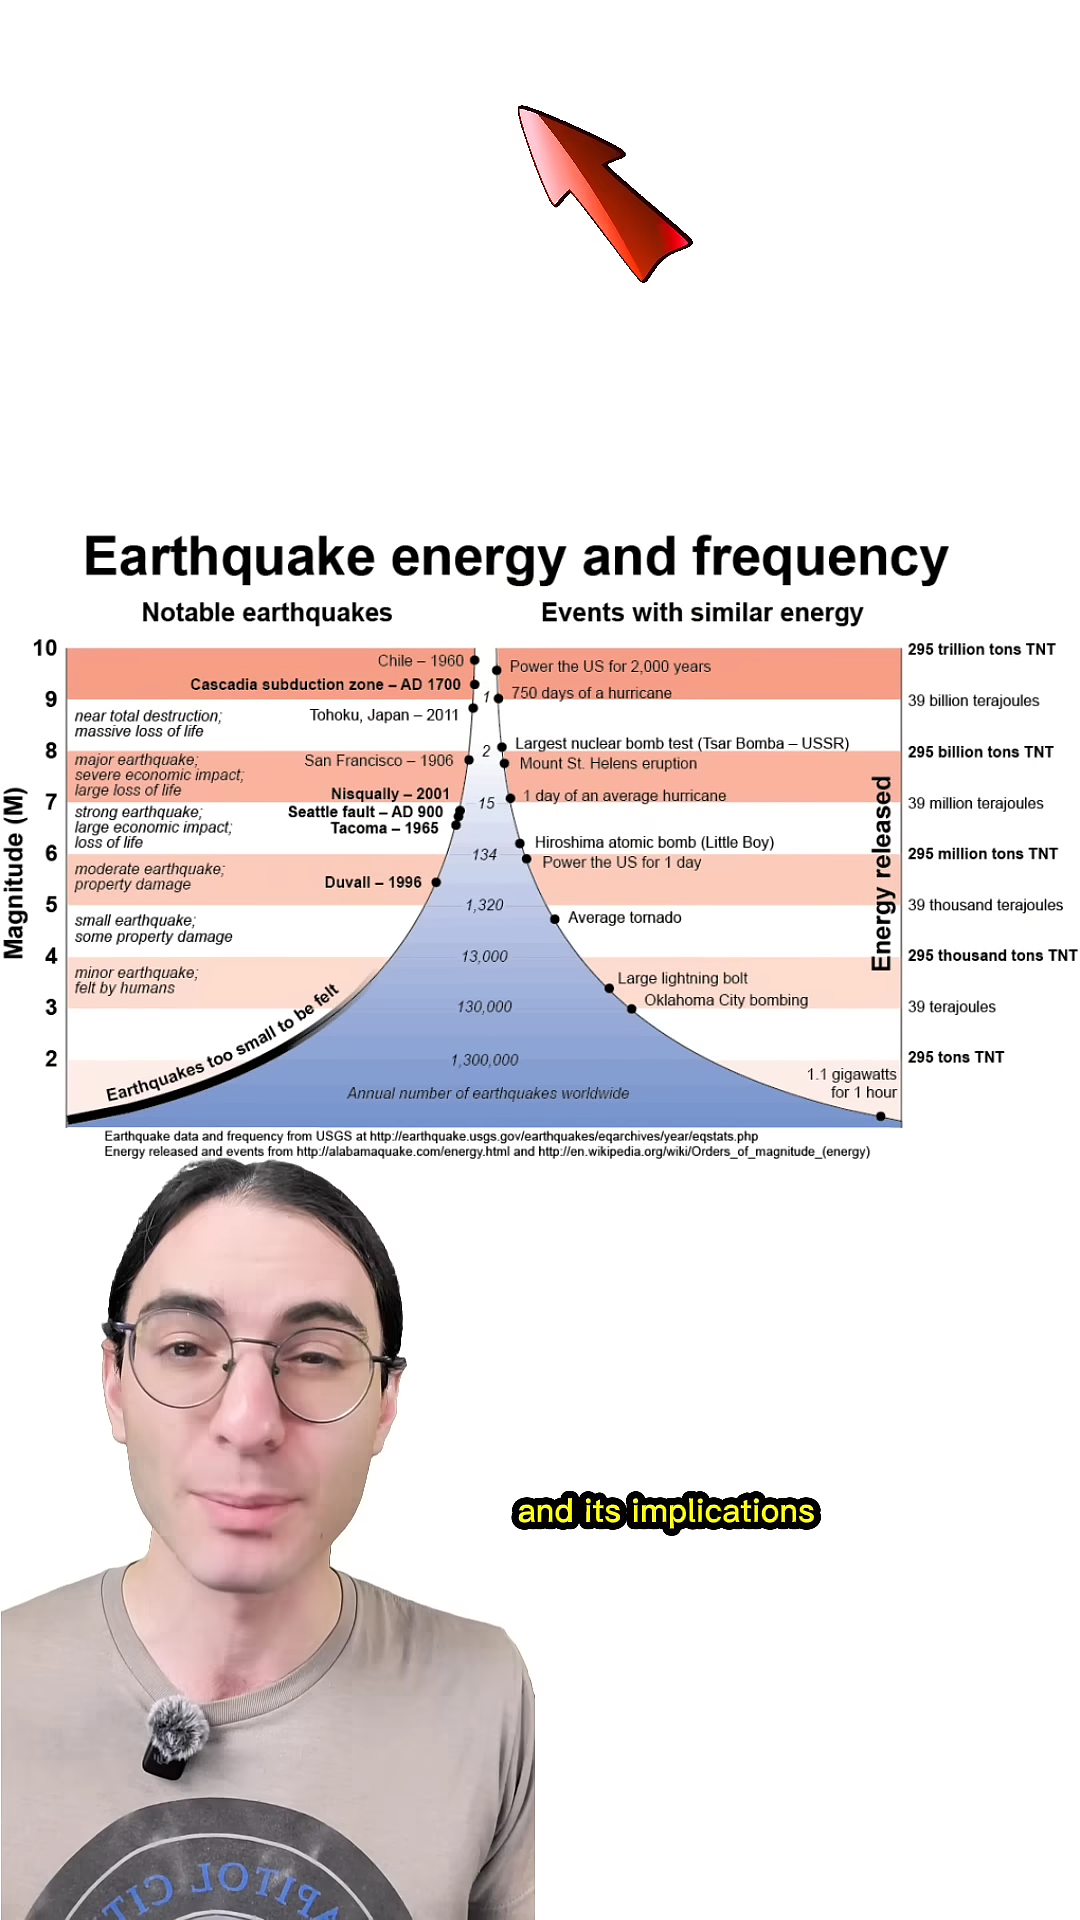 Earthquake energy and frequency
Notable earthquakes
Events with similar energy
Magnitude (M)
10
9
8
7
6
5
4
3
2
near total destruction;
massive loss of life
major earthquake;
severe economic impact;
large loss of life
strong earthquake;
large economic impact;
loss of life
moderate earthquake;
property damage
small earthquake;
some property damage
minor earthquake;
felt by humans
Earthquakes too small to be felt
Chile – 1960
Cascadia subduction zone – AD 1700
Tohoku, Japan – 2011
San Francisco – 1906
Nisqually – 2001
Seattle fault – AD 900
Tacoma – 1965
Duvall – 1996
1
2
15
134
1,320
13,000
130,000
1,300,000
Annual number of earthquakes worldwide
Power the US for 2,000 years
750 days of a hurricane
Largest nuclear bomb test (Tsar Bomba – USSR)
Mount St. Helens eruption
1 day of an average hurricane
Hiroshima atomic bomb (Little Boy)
Power the US for 1 day
Average tornado
Large lightning bolt
Oklahoma City bombing
1.1 gigawatts
for 1 hour
Energy released
295 trillion tons TNT
39 billion terajoules
295 billion tons TNT
39 million terajoules
295 million tons TNT
39 thousand terajoules
295 thousand tons TNT
39 terajoules
295 tons TNT
Earthquake data and frequency from USGS at http://earthquake.usgs.gov/earthquakes/eqarchives/year/eqstats.php
Energy released and events from http://alabamaquake.com/energy.html and http://en.wikipedia.org/wiki/Orders_of_magnitude_(energy)
and its implications